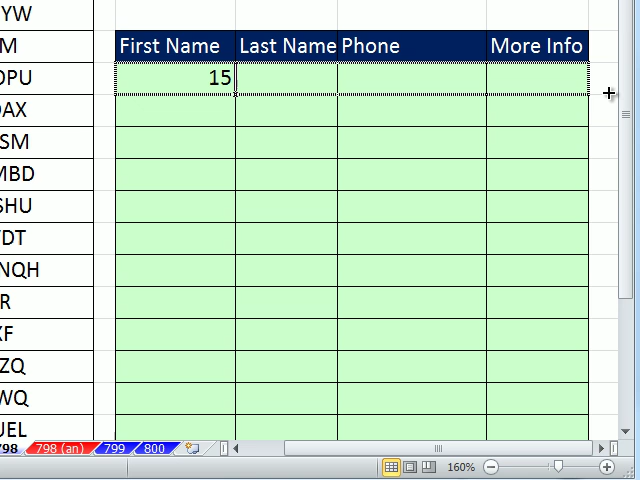 YW
First Name Last Name Phone More Info
M
15
OPU
DAX
SM
MBD
SHU
DT
NQH
R
XF
ZQ
WQ
UEL
798 798 (an) 799 800
160%